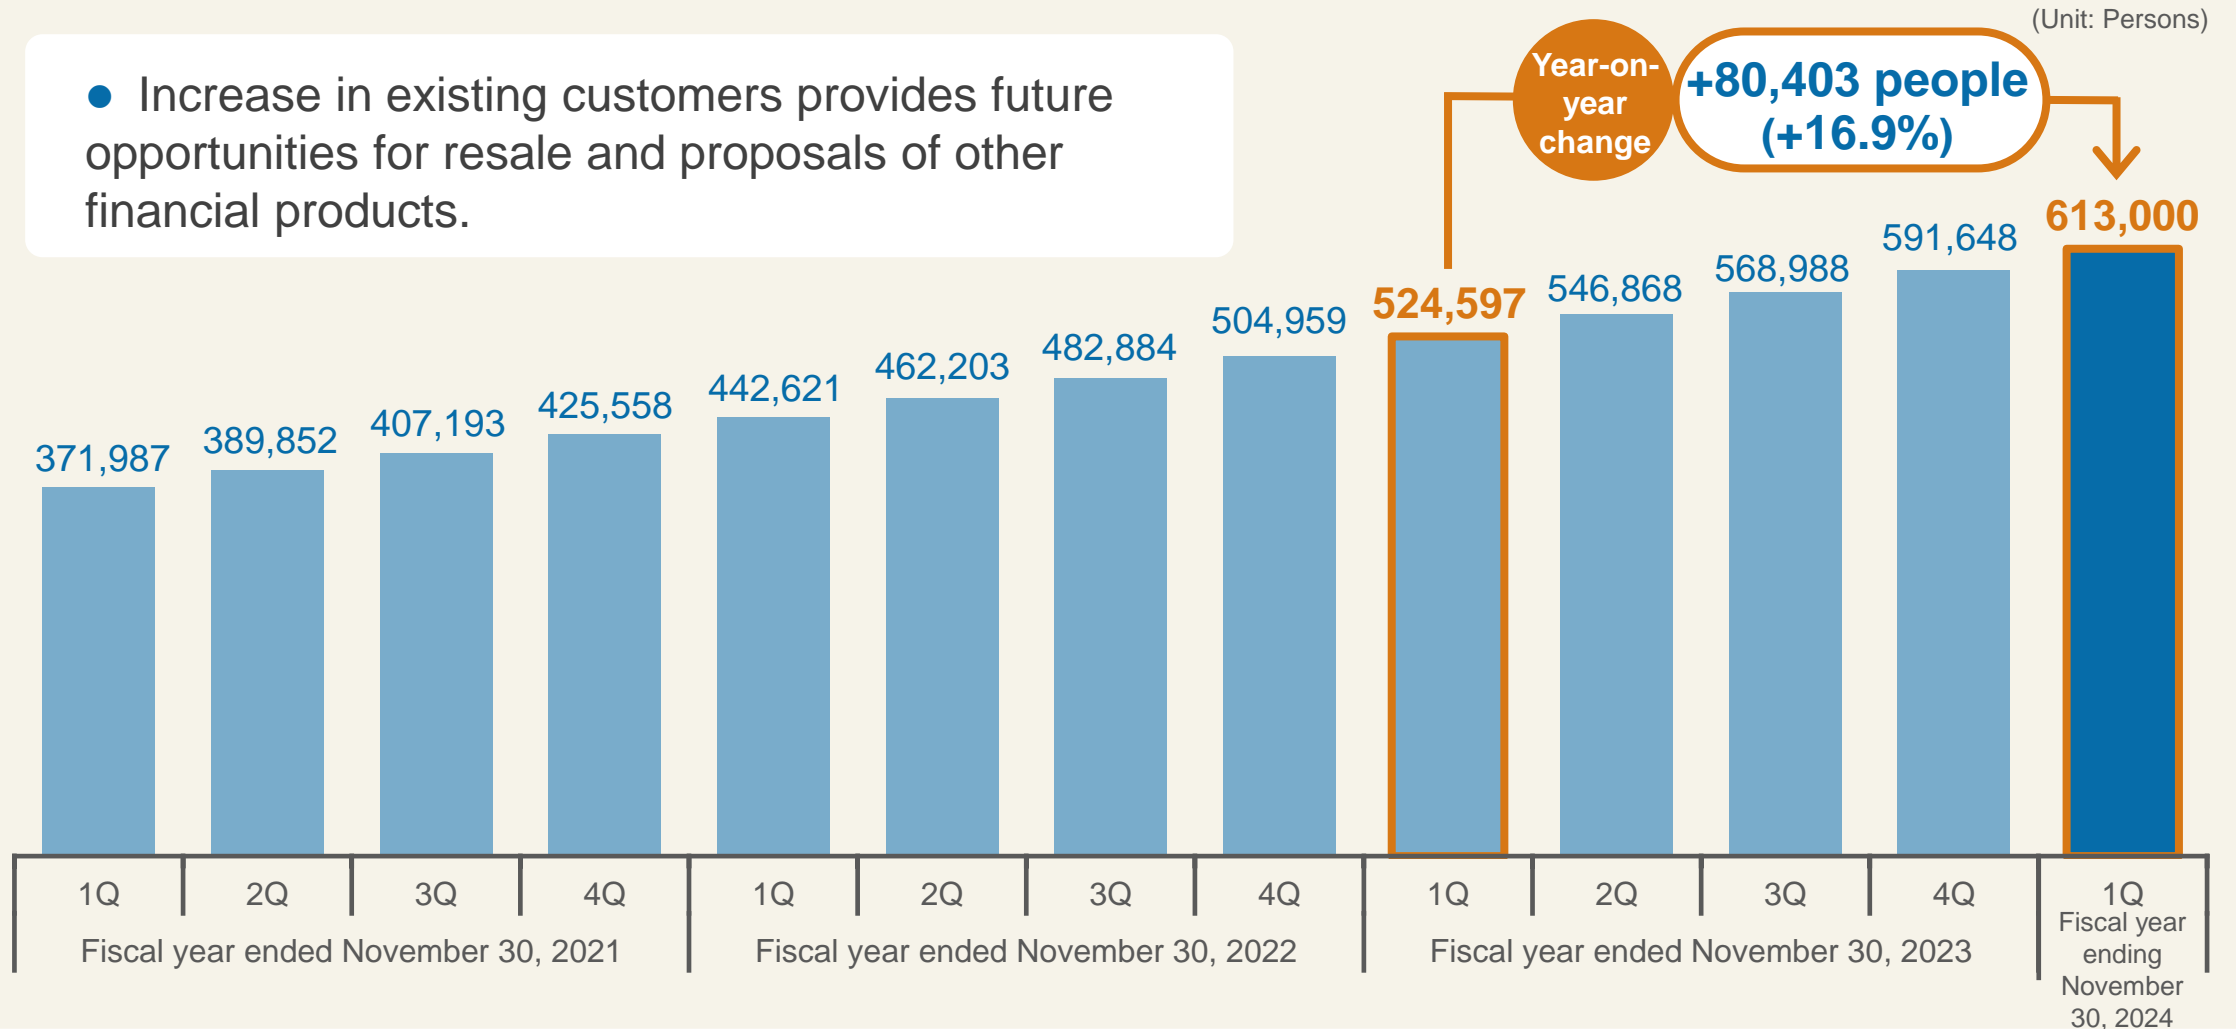 (Unit: Persons)
● Increase in existing customers provides future
opportunities for resale and proposals of other
financial products.
Year-on-
year
change
+80,403 people
(+16.9%)
371,987
389,852
407,193
425,558
442,621
462,203
482,884
504,959
524,597
546,868
568,988
591,648
613,000
1Q
2Q
3Q
4Q
1Q
2Q
3Q
4Q
1Q
2Q
3Q
4Q
1Q
Fiscal year ended November 30, 2021
Fiscal year ended November 30, 2022
Fiscal year ended November 30, 2023
Fiscal year
ending
November
30, 2024